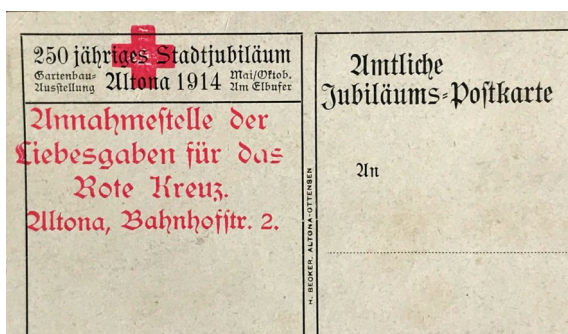 250 jähriges Stadtjubiläum
Gartenbau-
Ausstellung
Altona 1914
Mai/Oktob.
Am Elbufer
Annahmestelle der
Liebesgaben für das
Rote Kreuz.
Altona, Bahnhofstr. 2.
H. BECKER, ALTONA-OTTENSEN
Amtliche
Jubiläums-Postkarte
An